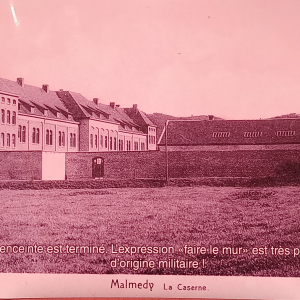 enceinte est terminé. L'expression «faire le mur» est très p
d'origine militaire !
Malmedy La Caserne.